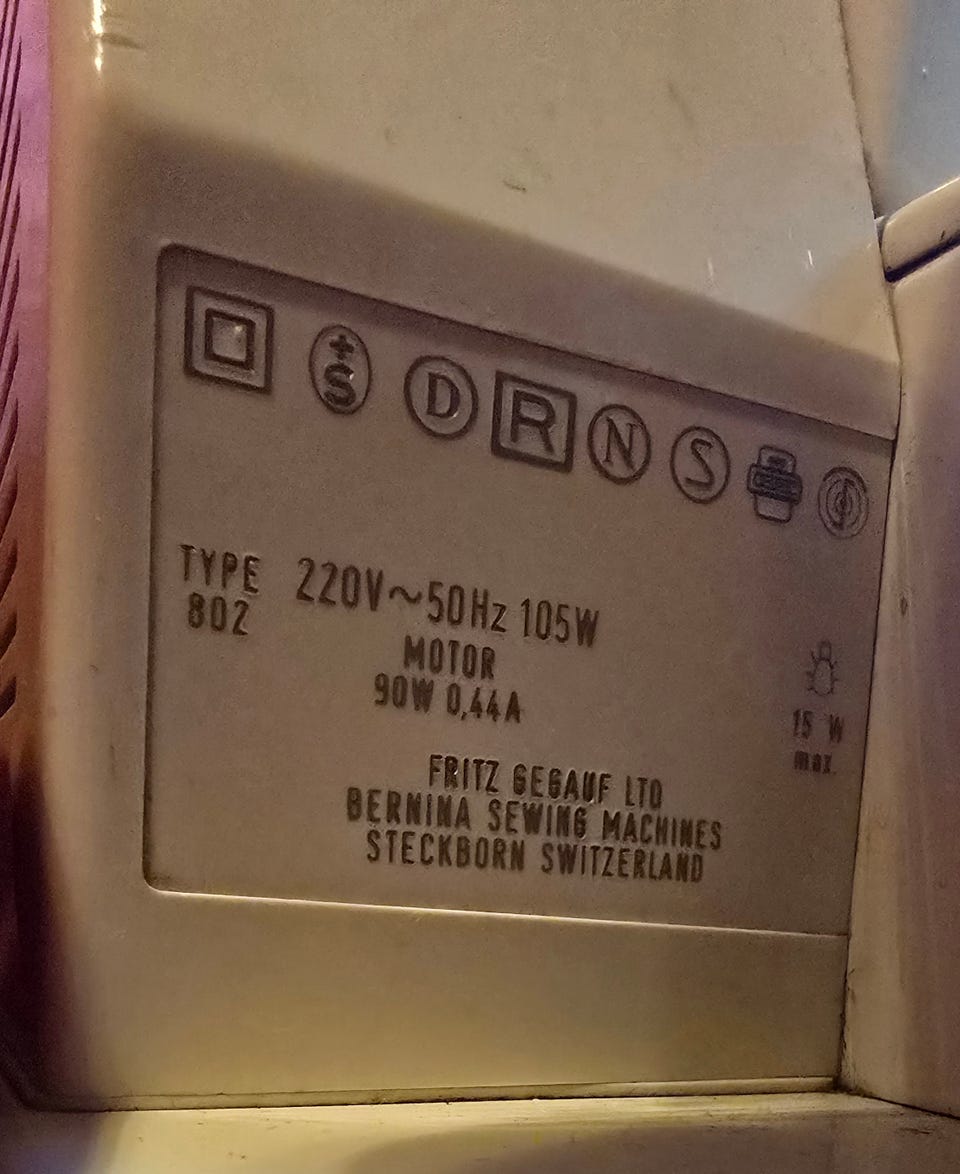 +S D R N S
TYPE 802
220V~50Hz 105W
MOTOR
90W 0,44A
15 W
max.
FRITZ GEGAUF LTD
BERNINA SEWING MACHINES
STECKBORN SWITZERLAND